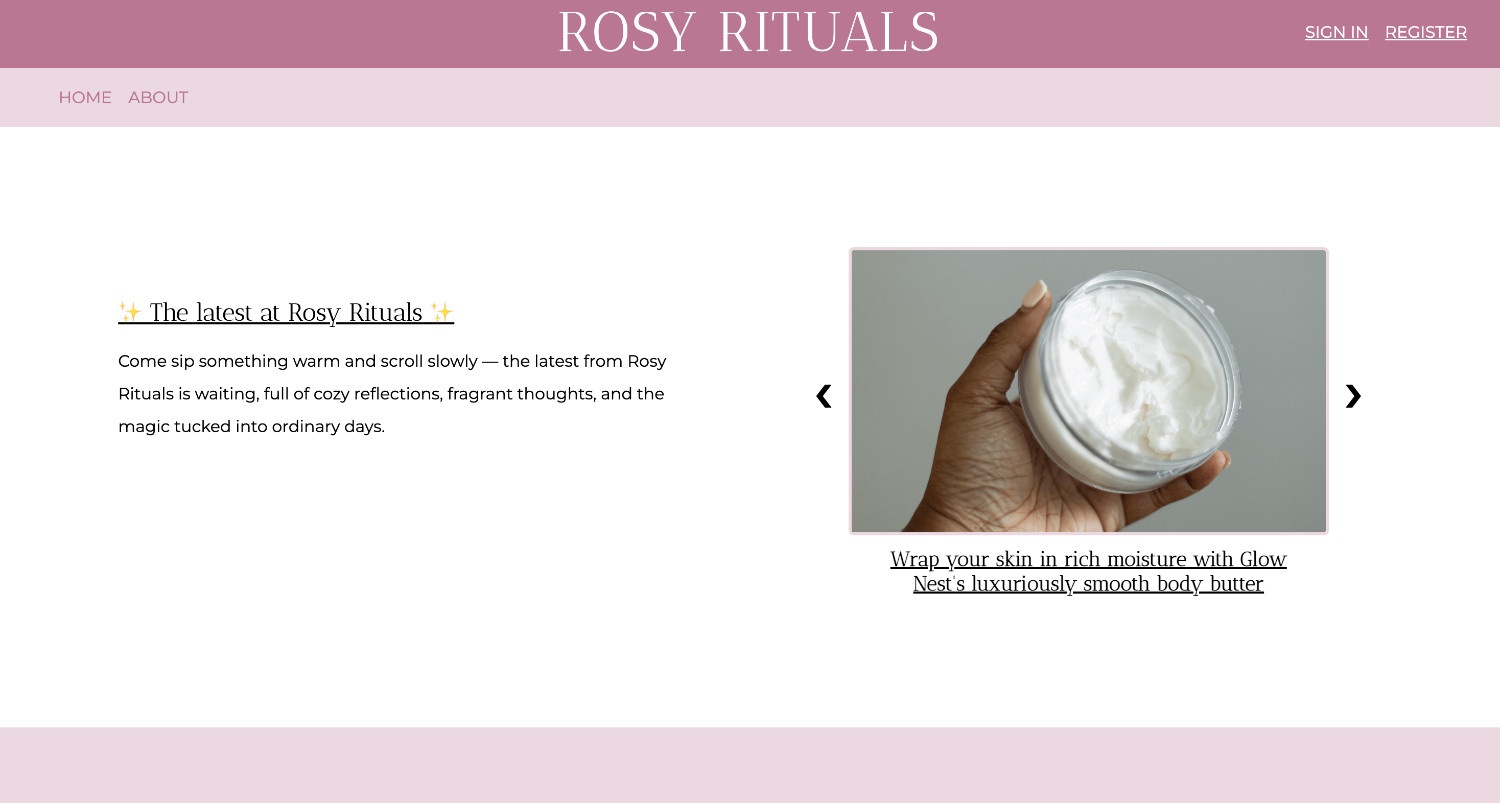 ROSY RITUALS
SIGN IN REGISTER
HOME ABOUT
✨ The latest at Rosy Rituals ✨
Come sip something warm and scroll slowly — the latest from Rosy
Rituals is waiting, full of cozy reflections, fragrant thoughts, and the
magic tucked into ordinary days.
❮ ❯
Wrap your skin in rich moisture with Glow
Nest's luxuriously smooth body butter